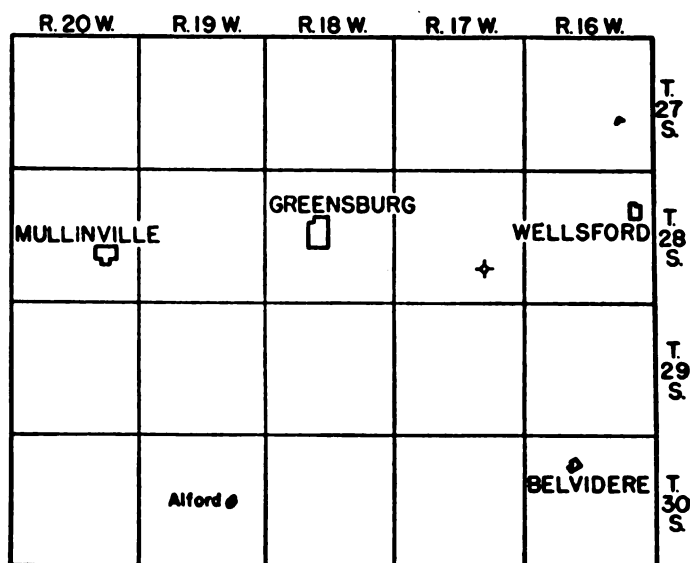 R. 20 W. R. 19 W. R. 18 W. R. 17 W. R. 16 W.
T.
27
S.
GREENSBURG
MULLINVILLE
WELLSFORD
T.
28
S.
T.
29
S.
BELVIDERE
Alford
T.
30
S.